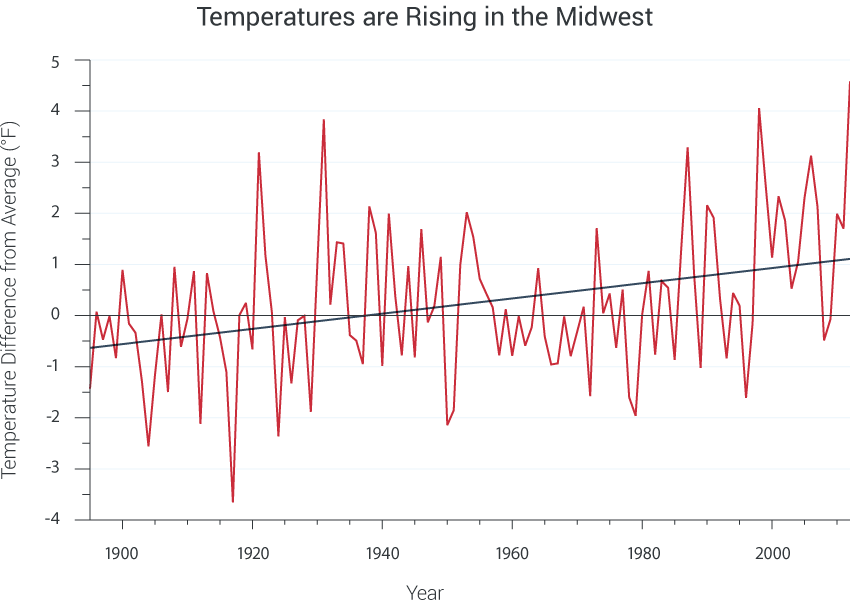 Temperatures are Rising in the Midwest
Temperature Difference from Average (°F)
5
4
3
2
1
0
-1
-2
-3
-4
1900 1920 1940 1960 1980 2000
Year